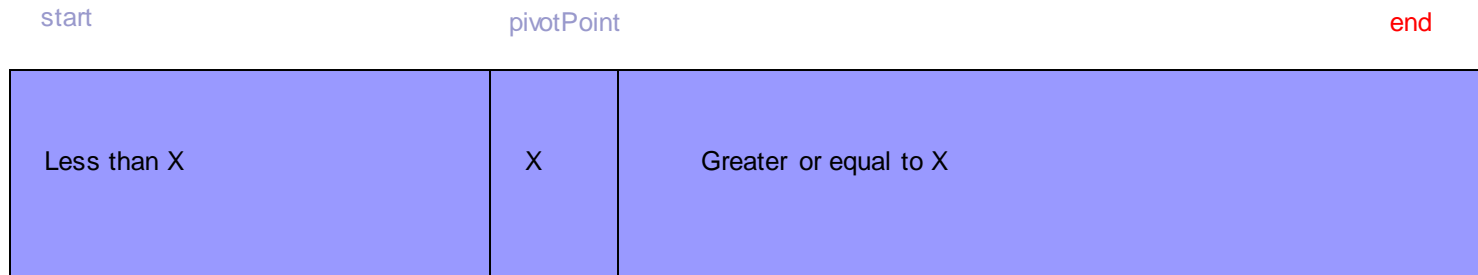 start pivotPoint end
Less than X X Greater or equal to X